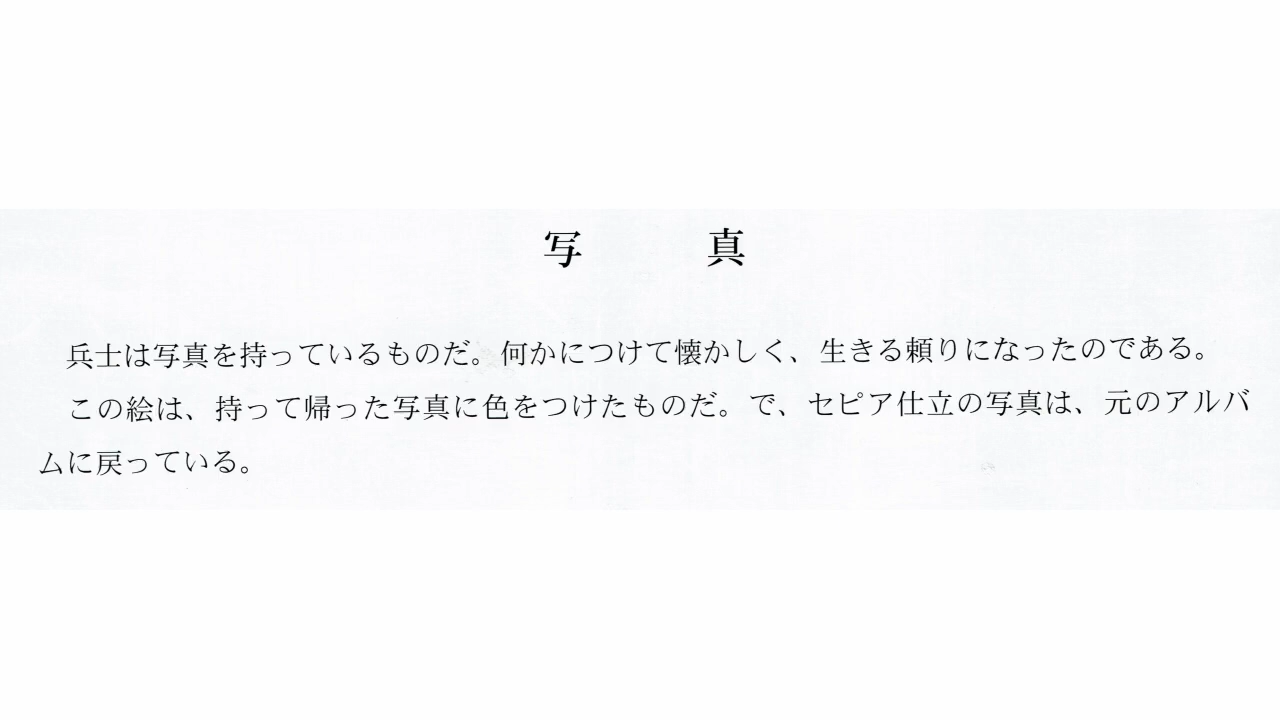 写　真
兵士は写真を持っているものだ。何かにつけて懐かしく、生きる頼りになったのである。
この絵は、持って帰った写真に色をつけたものだ。で、セピア仕立の写真は、元のアルバ
ムに戻っている。